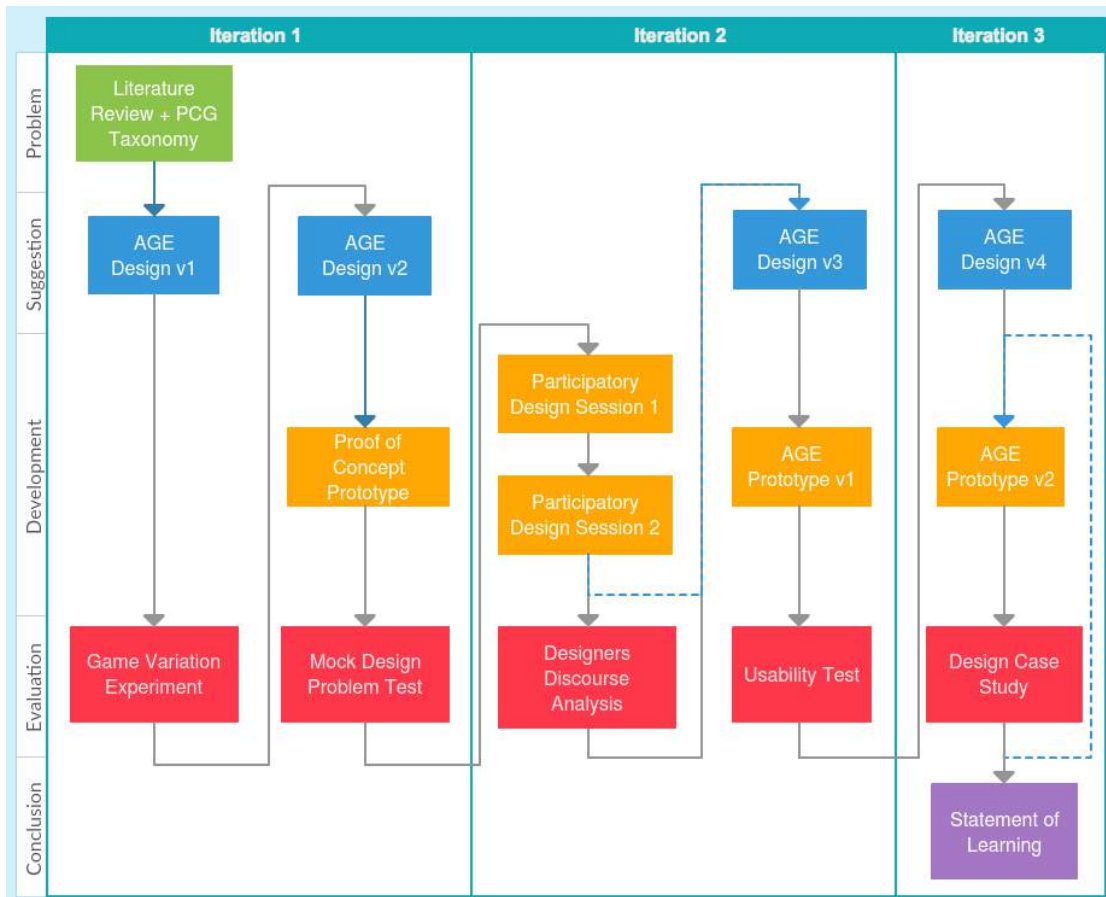 Iteration 1
Iteration 2
Iteration 3
Problem
Suggestion
Development
Evaluation
Conclusion
Literature
Review + PCG
Taxonomy
AGE
Design v1
Game Variation
Experiment
AGE
Design v2
Proof of
Concept
Prototype
Mock Design
Problem Test
Participatory
Design Session 1
Participatory
Design Session 2
Designers
Discourse
Analysis
AGE
Design v3
AGE
Prototype v1
Usability Test
AGE
Design v4
AGE
Prototype v2
Design Case
Study
Statement of
Learning